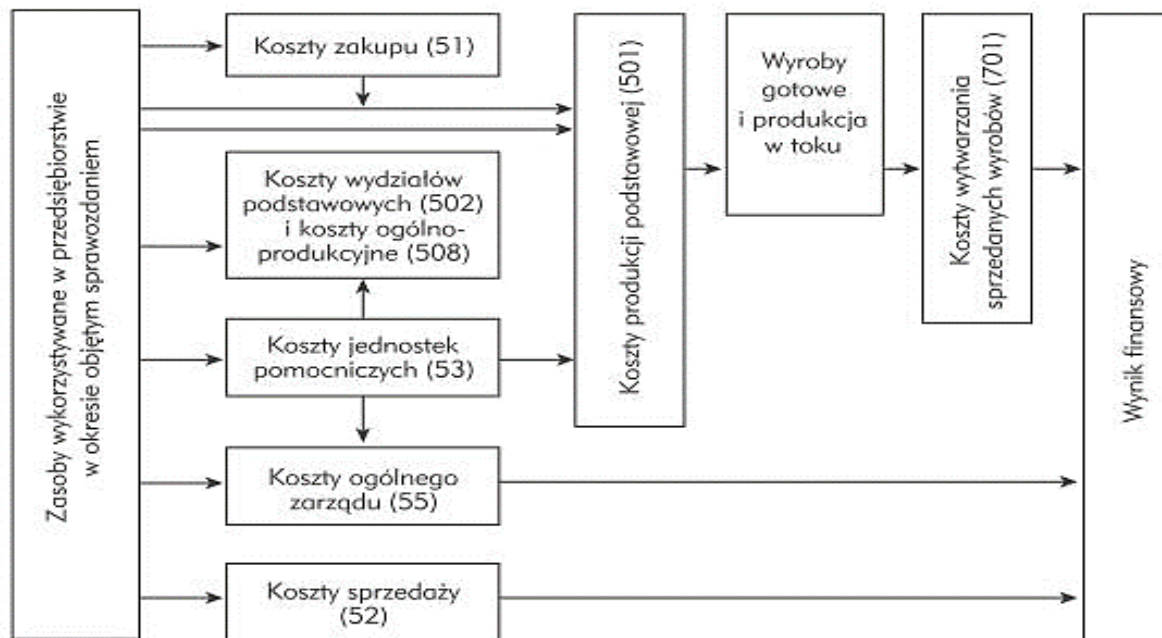 Zasoby wykorzystywane w przedsiębiorstwie
w okresie objętym sprawozdaniem
Koszty zakupu (51)
Koszty wydziałów
podstawowych (502)
i koszty ogólno-
produkcyjne (508)
Koszty jednostek
pomocniczych (53)
Koszty ogólnego
zarządu (55)
Koszty sprzedaży
(52)
Koszty produkcji podstawowej (501)
Wyroby
gotowe
i produkcja
w toku
Koszty wytwarzania
sprzedanych wyrobów (701)
Wynik finansowy